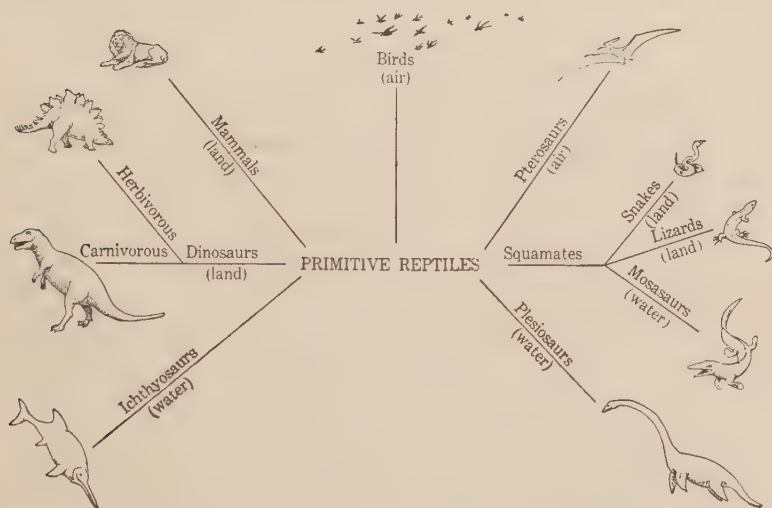 Birds
(air)
Mammals
(land)
Pterosaurs
(air)
Herbivorous
Snakes
(land)
Carnivorous
Dinosaurs
(land)
PRIMITIVE REPTILES
Squamates
Lizards
(land)
Mosasaurs
(water)
Ichthyosaurs
(water)
Plesiosaurs
(water)